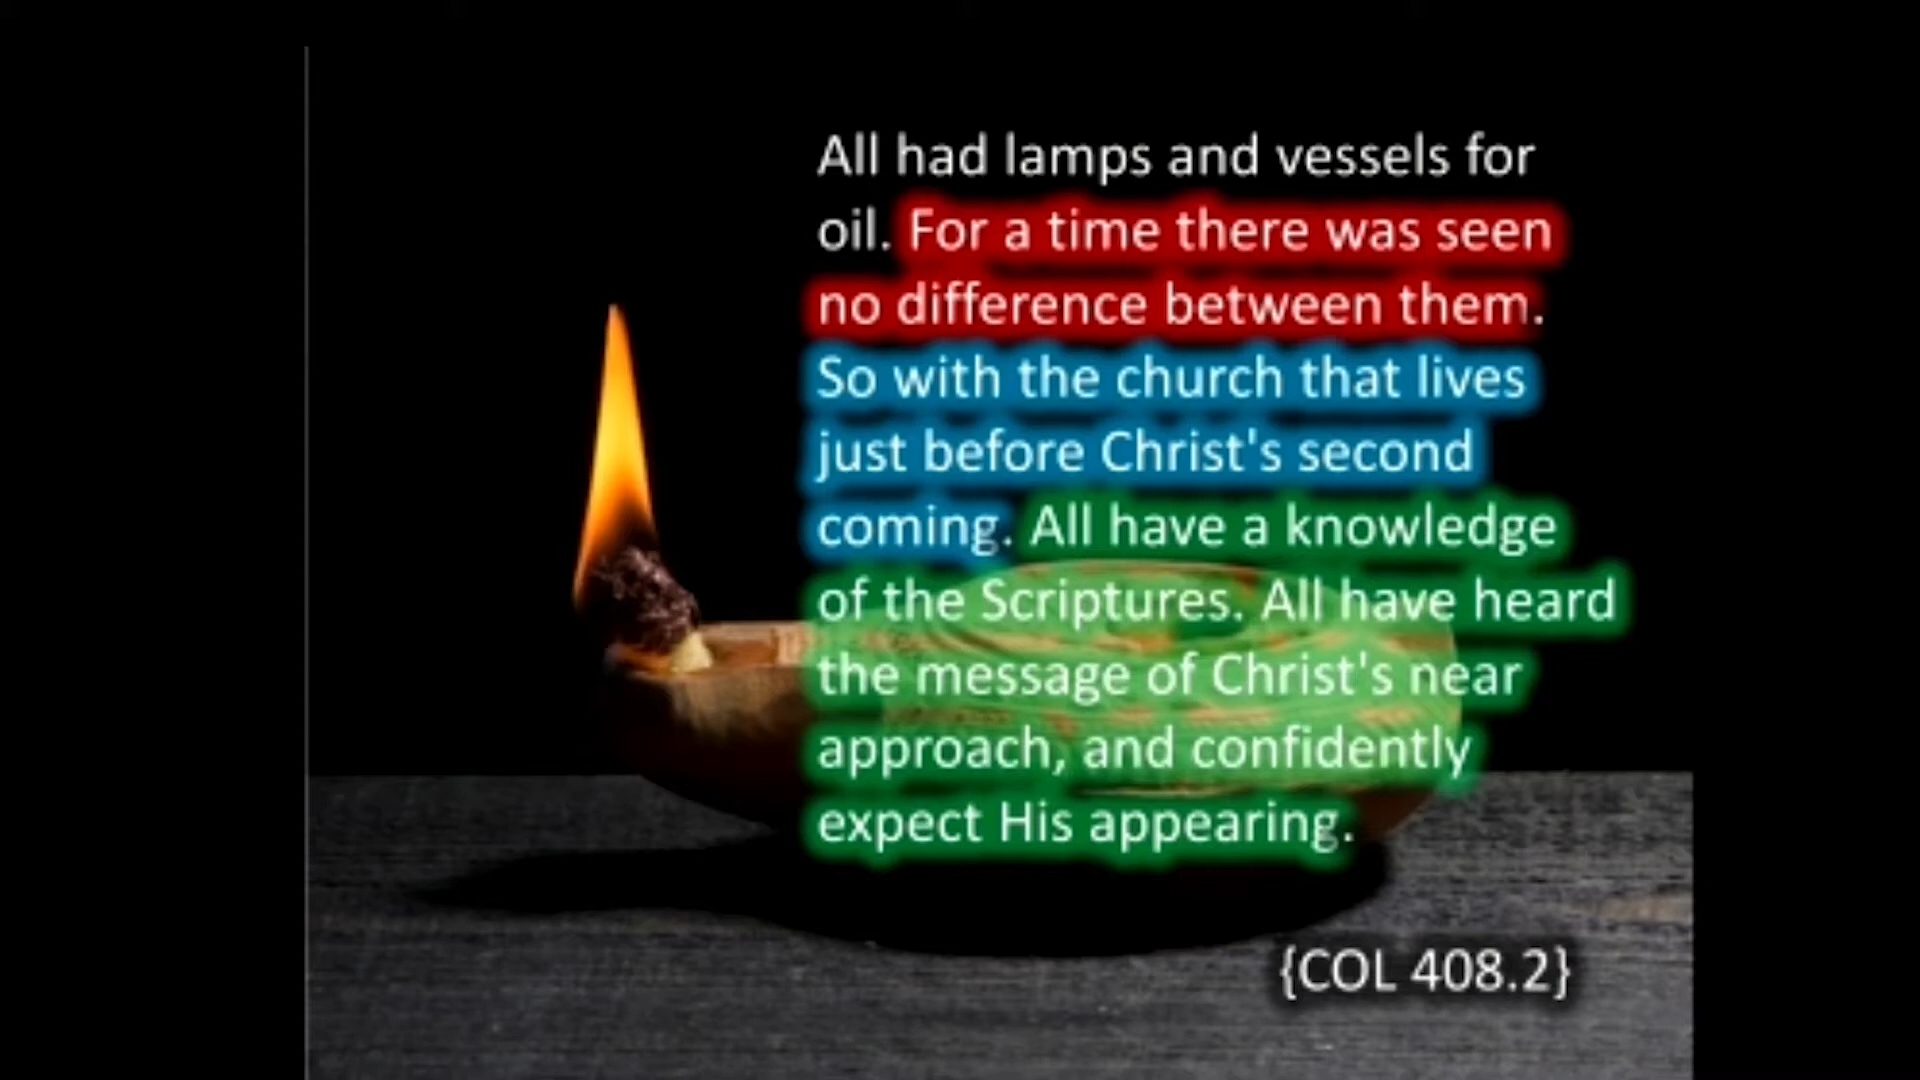 All had lamps and vessels for
oil. For a time there was seen
no difference between them.
So with the church that lives
just before Christ's second
coming. All have a knowledge
of the Scriptures. All have heard
the message of Christ's near
approach, and confidently
expect His appearing.
{COL 408.2}